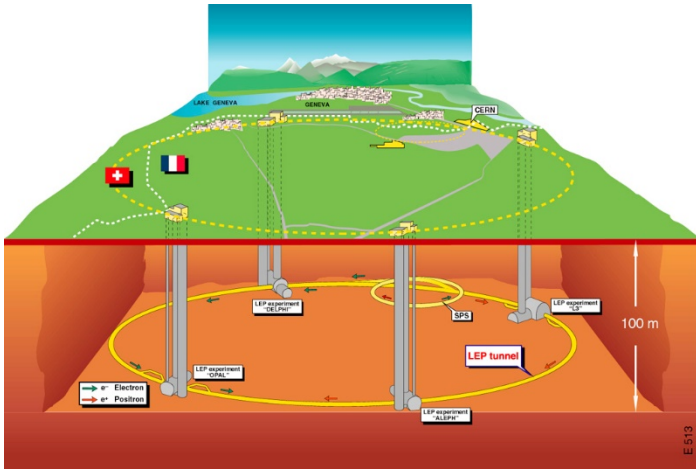 LAKE GENEVA
GENEVA
CERN
LEP experiment
"DELPHI"
SPS
LEP experiment
"L3"
100 m
LEP tunnel
LEP experiment
"OPAL"
e- Electron
e+ Positron
LEP experiment
"ALEPH"
E 513